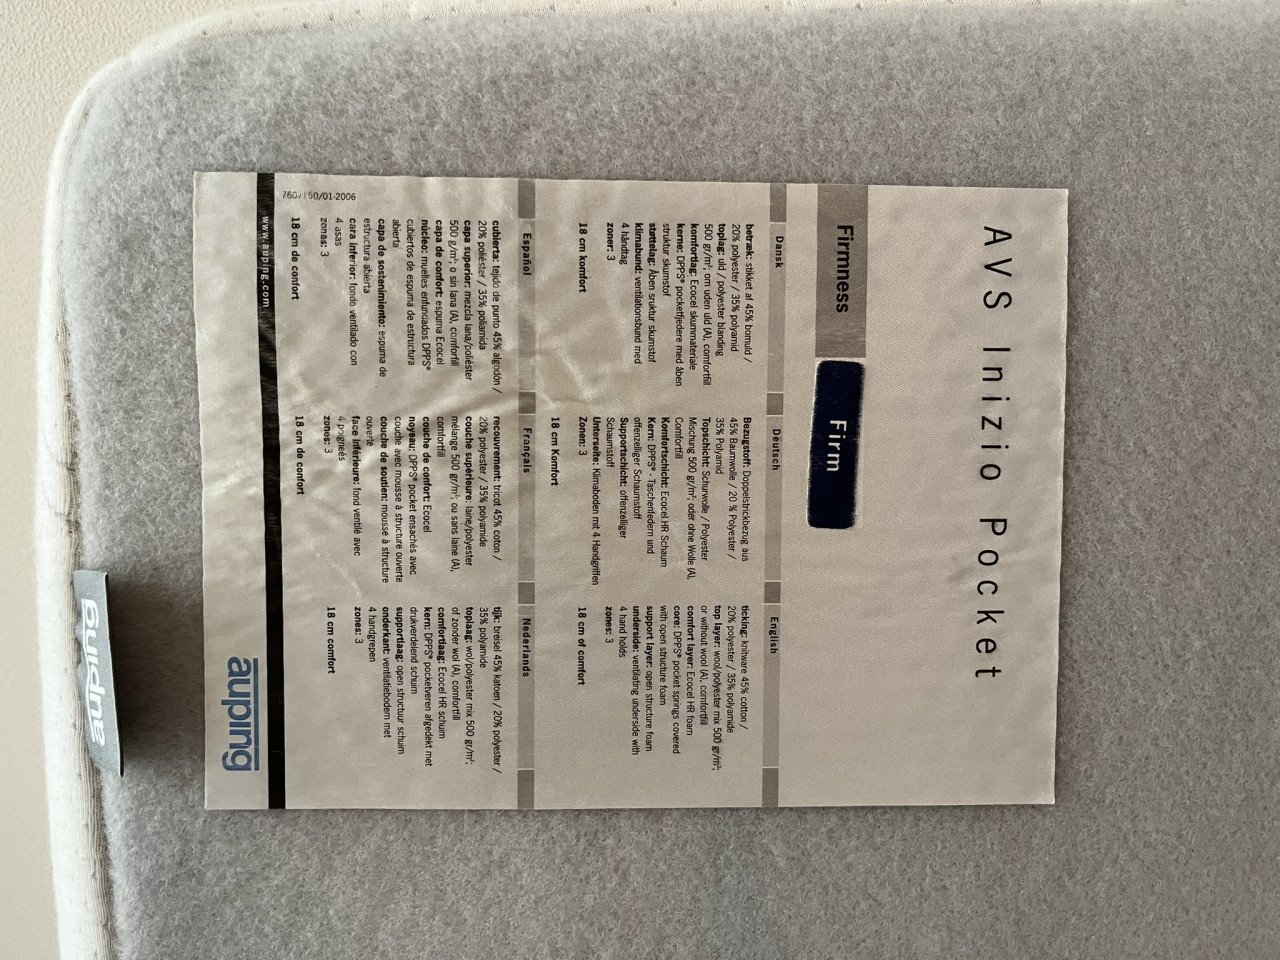 AVS Inizio Pocket
Firmness
Firm
Dansk
betræk: stikket af 45% bomuld /
20% polyester / 35% polyamid
toplag: uld / polyester blanding
500 gr/m²; om uden uld (A), comfortfill
komfortlag: Ecocel skummateriale
kerne: DPPS® pocketfjedere med åben
struktur skumstof
støttelag: Åben sruktur skumstof
klimabund: ventilationsbund med
4 håndtag
zoner: 3
18 cm komfort
Deutsch
Bezugstoff: Doppelstrickbezug aus
45% Baumwolle / 20 % Polyester /
35% Polyamid
Topschicht: Schurwolle / Polyester
Mischung 500 gr/m²; oder ohne Wolle (A),
Comfortfill
Komfortschicht: Ecocel HR Schaum
Kern: DPPS® - Taschenfedern und
offenzelliger Schaumstoff
Supportschicht: offenzelliger
Schaumstoff
Unterseite: Klimaboden mit 4 Handgriffen
Zonen: 3
18 cm Komfort
English
ticking: knitware 45% cotton /
20% polyester / 35% polyamide
top layer: wool/polyester mix 500 gr/m²;
or without wool (A), comfortfill
comfort layer: Ecocel HR foam
core: DPPS® pocket springs covered
with open structure foam
support layer: open structure foam
underside: ventilating underside with
4 hand holds
zones: 3
18 cm of comfort
Español
cubierta: tejido de punto 45% algodón /
20% poliéster / 35% poliamida
capa superior: mezcla lana/poliéster
500 g/m²; o sin lana (A), comfortfill
capa de confort: espuma Ecocel
núcleo: muelles enfundados DPPS®
cubiertos de espuma de estructura
abierta
capa de sostenimiento: espuma de
estructura abierta
cara inferior: fondo ventilado con
4 asas
zonas: 3
18 cm de confort
Français
recouvrement: tricot 45% coton /
20% polyester / 35% polyamide
couche supérieure: laine/polyester
mélange 500 gr/m²; ou sans laine (A),
comfortfill
couche de confort: Ecocel
noyeau: DPPS® pocket ensachés avec
couche avec mousse à structure ouverte
couche de soutien: mousse à structure
ouverte
face inférieure: fond ventilé avec
4 poignées
zones: 3
18 cm de confort
Nederlands
tijk: breisel 45% katoen / 20% polyester /
35% polyamide
toplaag: wol/polyester mix 500 gr/m²;
of zonder wol (A), comfortfill
comfortlaag: Ecocel HR schuim
kern: DPPS® pocketveren afgedekt met
drukverdelend schuim
supportlaag: open structuur schuim
onderkant: ventilatiebodem met
4 handgrepen
zones: 3
18 cm comfort
50/01-2006
www.auping.com
auping
auping